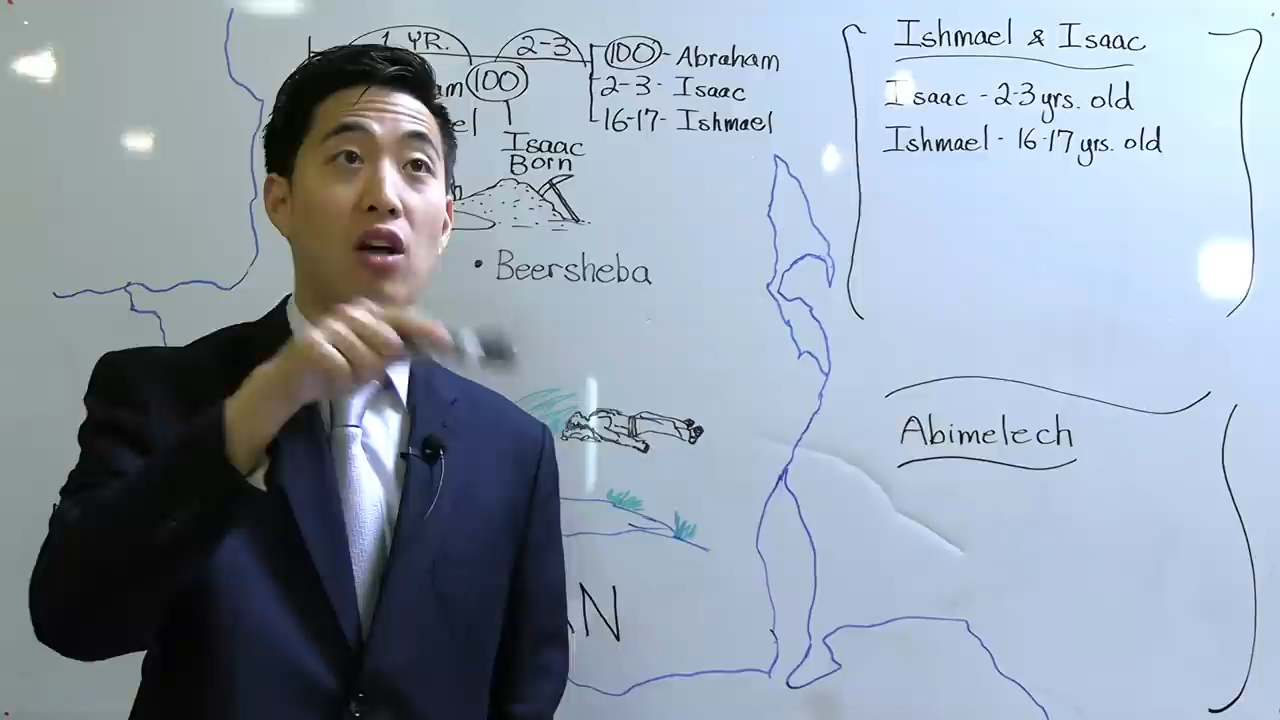 1 YR.
2-3
100 - Abraham
100
2-3 - Isaac
16-17- Ishmael
Isaac
Born
• Beersheba
Ishmael & Isaac
Isaac - 2-3 yrs. old
Ishmael - 16-17 yrs. old
Abimelech